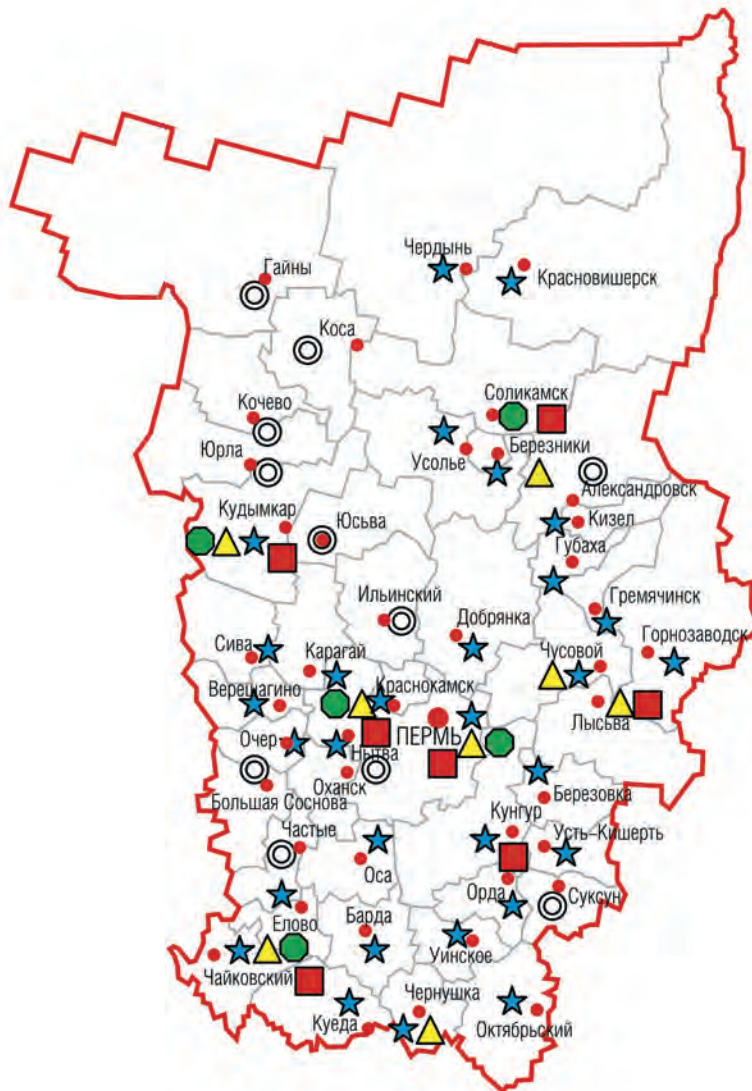 Чердынь
Гайны
Красновишерск
Коса
Соликамск
Кочево
Березники
Усолье
Юрла
Александровск
Кудымкар
Юсьва
Кизел
Губаха
Ильинский
Гремячинск
Добрянка
Горнозаводск
Сива
Карагай
Чусовой
Верещагино
Краснокамск
Лысьва
ПЕРМЬ
Очер
Нытва
Оханск
Большая Соснова
Березовка
Кунгур
Частые
Усть-Кишерть
Оса
Орда
Суксун
Барда
Елово
Уинское
Чайковский
Чернушка
Куеда
Октябрьский